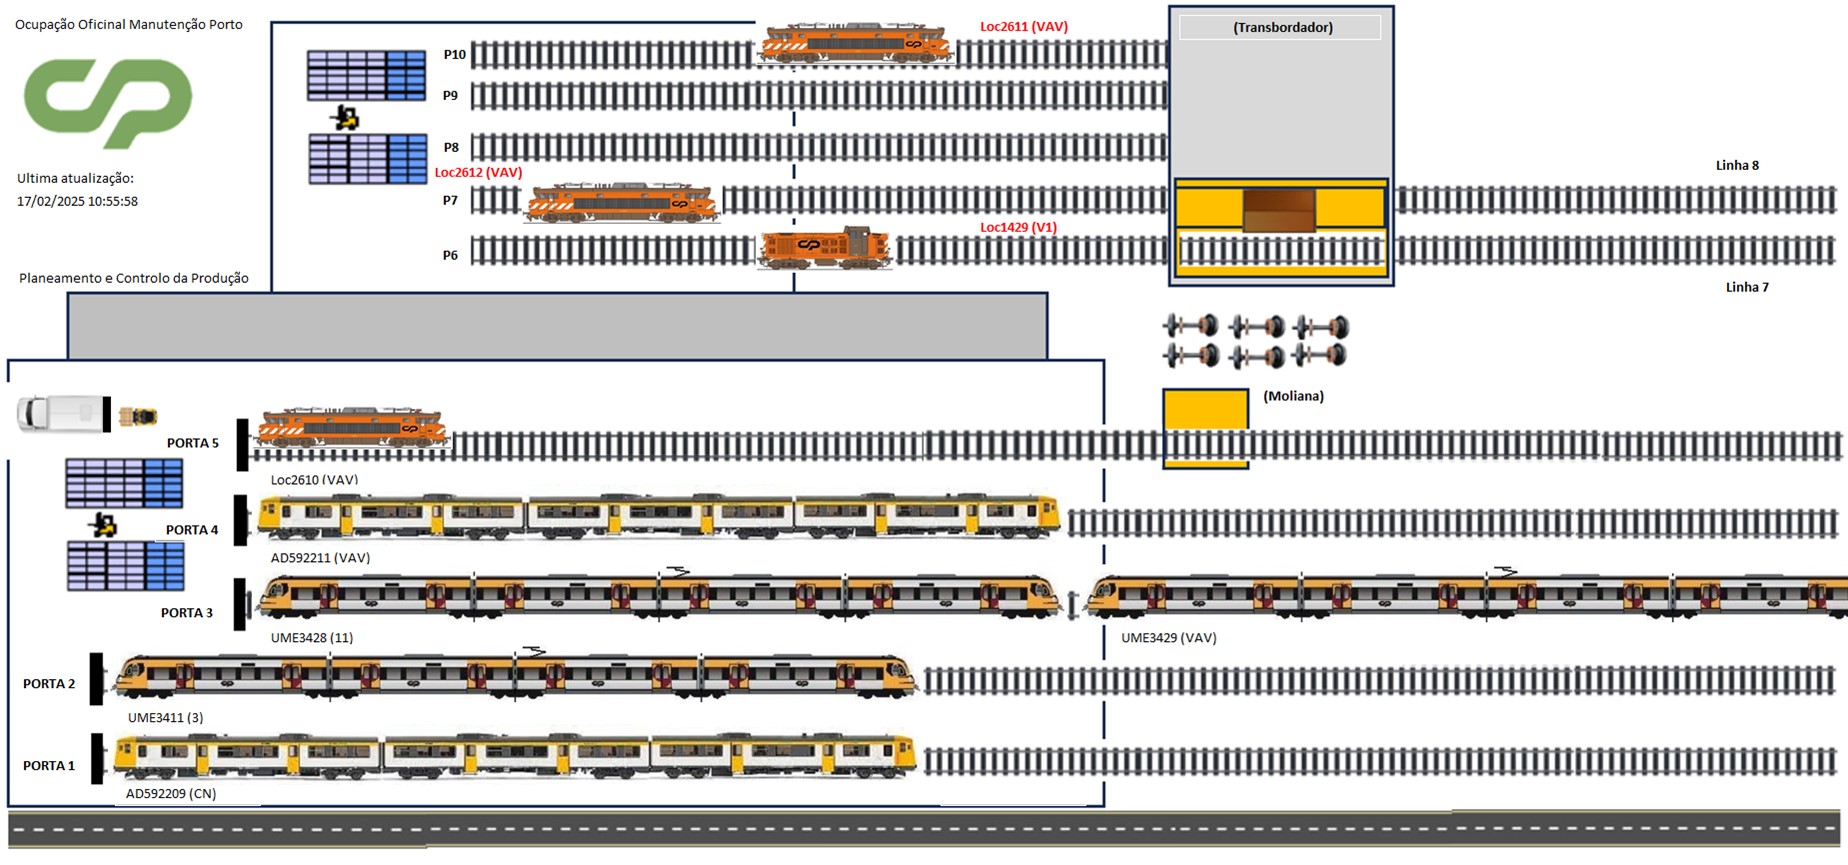 Ocupação Oficinal Manutenção Porto
Loc2611 (VAV)
(Transbordador)
P10
P9
P8
Ultima atualização:
17/02/2025 10:55:58
Loc2612 (VAV)
Linha 8
P7
Loc1429 (V1)
P6
Planeamento e Controlo da Produção
Linha 7
(Moliana)
PORTA 5
Loc2610 (VAV)
PORTA 4
AD592211 (VAV)
PORTA 3
UME3428 (11)
UME3429 (VAV)
PORTA 2
UME3411 (3)
PORTA 1
AD592209 (CN)